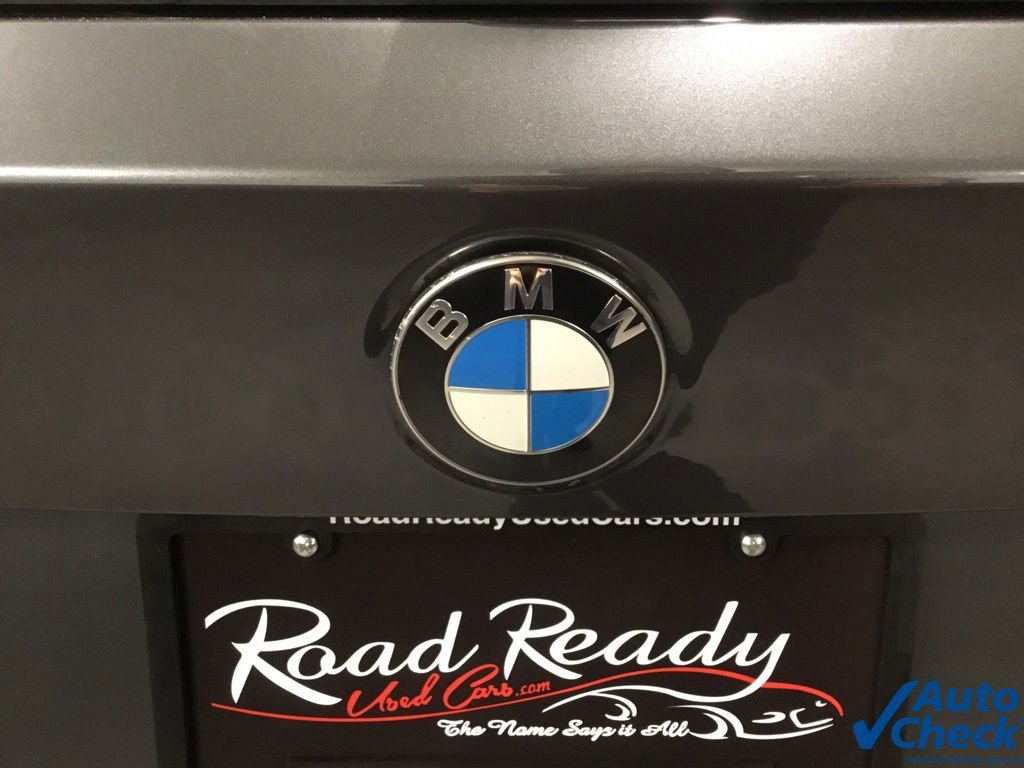 BMW
RoadReadyUsedCars.com
Road Ready
Used Cars.com
The Name Says it All
Auto
Check